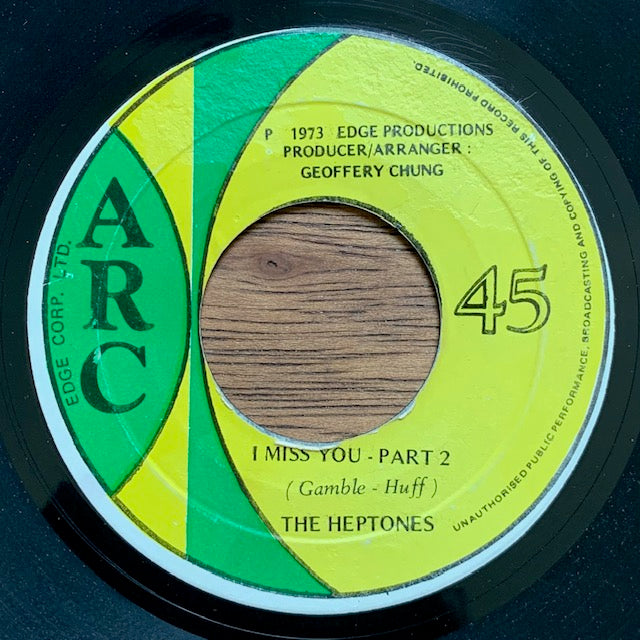 P 1973 EDGE PRODUCTIONS
PRODUCER/ARRANGER :
GEOFFERY CHUNG
ARC
EDGE CORP. LTD.
45
I MISS YOU - PART 2
( Gamble - Huff )
THE HEPTONES
UNAUTHORISED PUBLIC PERFORMANCE, BROADCASTING AND COPYING OF THIS RECORD PROHIBITED.